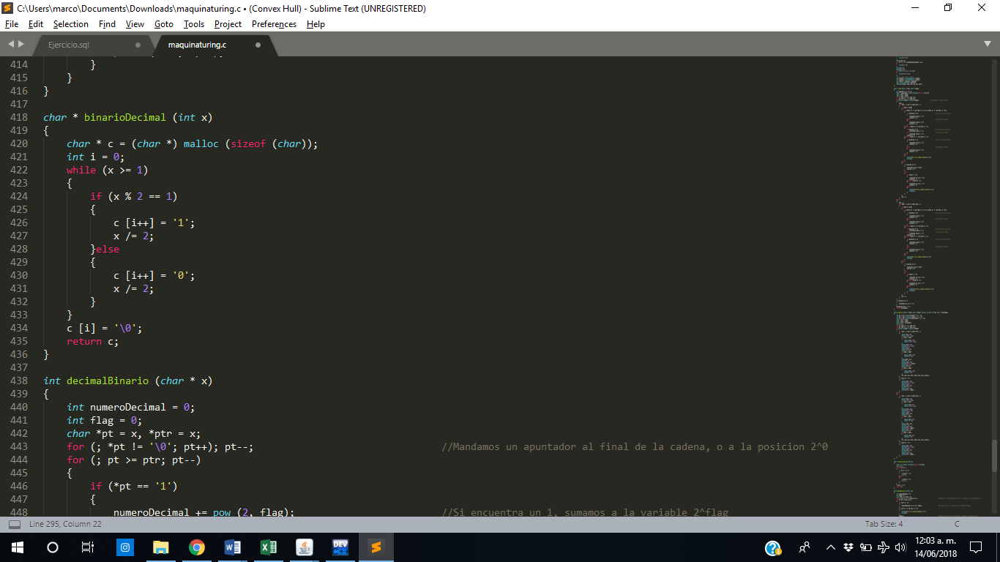 C:\Users\marco\Documents\Downloads\maquinaturing.c • (Convex Hull) - Sublime Text (UNREGISTERED)
File Edit Selection Find View Goto Tools Project Preferences Help
Ejercicio.sql maquinaturing.c
414 }
415 }
416 }
417
418 char * binarioDecimal (int x)
419 {
420 char * c = (char *) malloc (sizeof (char));
421 int i = 0;
422 while (x >= 1)
423 {
424 if (x % 2 == 1)
425 {
426 c [i++] = '1';
427 x /= 2;
428 }else
429 {
430 c [i++] = '0';
431 x /= 2;
432 }
433 }
434 c [i] = '\0';
435 return c;
436 }
437
438 int decimalBinario (char * x)
439 {
440 int numeroDecimal = 0;
441 int flag = 0;
442 char *pt = x, *ptr = x;
443 for (; *pt != '\0'; pt++); pt--; //Mandamos un apuntador al final de la cadena, o a la posicion 2^0
444 for (; pt >= ptr; pt--)
445 {
446 if (*pt == '1')
447 {
448 numeroDecimal += pow (2, flag); //Si encuentra un 1, sumamos a la variable 2^flag
Line 295, Column 22 Tab Size: 4 C
DEV
12:03 a. m.
14/06/2018